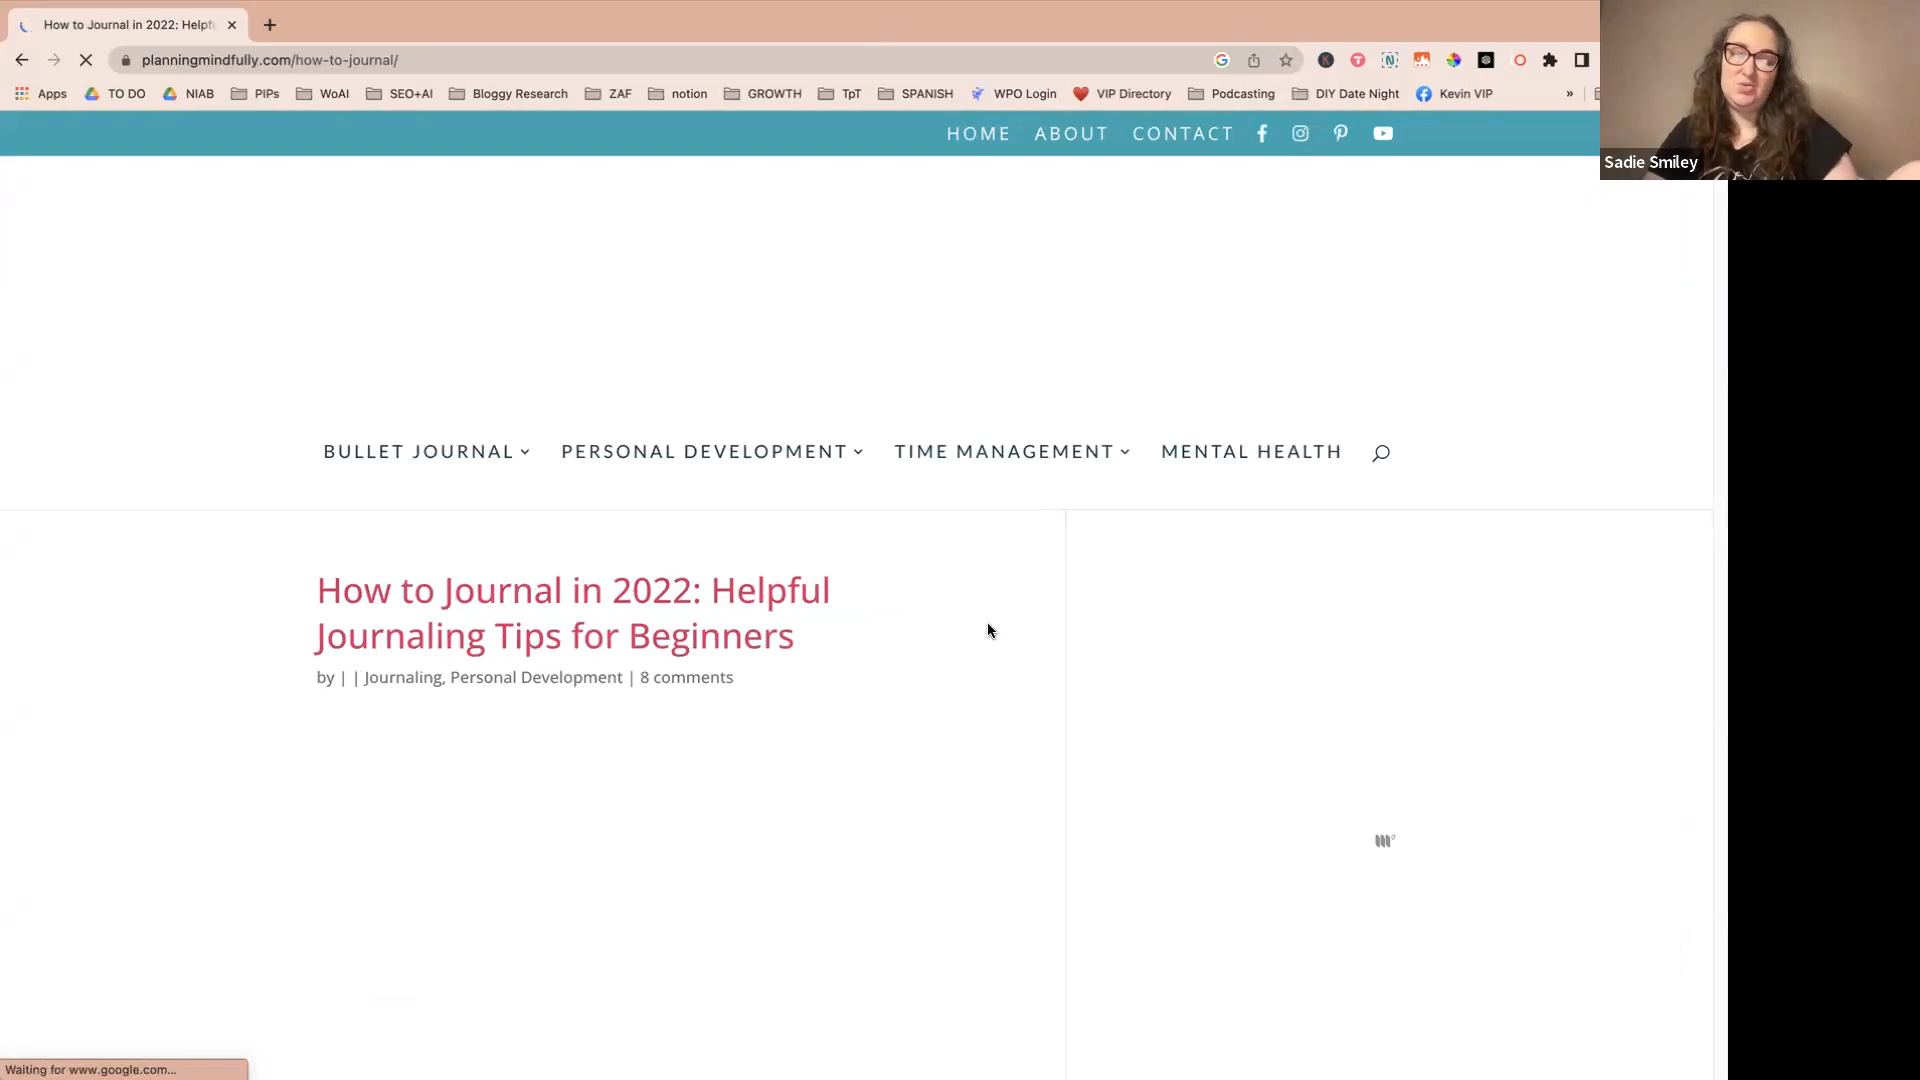 How to Journal in 2022: Helpf
planningmindfully.com/how-to-journal/
Apps TO DO NIAB PIPs WoAI SEO+AI Bloggy Research ZAF notion GROWTH TpT SPANISH WPO Login VIP Directory Podcasting DIY Date Night Kevin VIP »
HOME ABOUT CONTACT
Sadie Smiley
BULLET JOURNAL PERSONAL DEVELOPMENT TIME MANAGEMENT MENTAL HEALTH
How to Journal in 2022: Helpful
Journaling Tips for Beginners
by | | Journaling, Personal Development | 8 comments
Waiting for www.google.com...